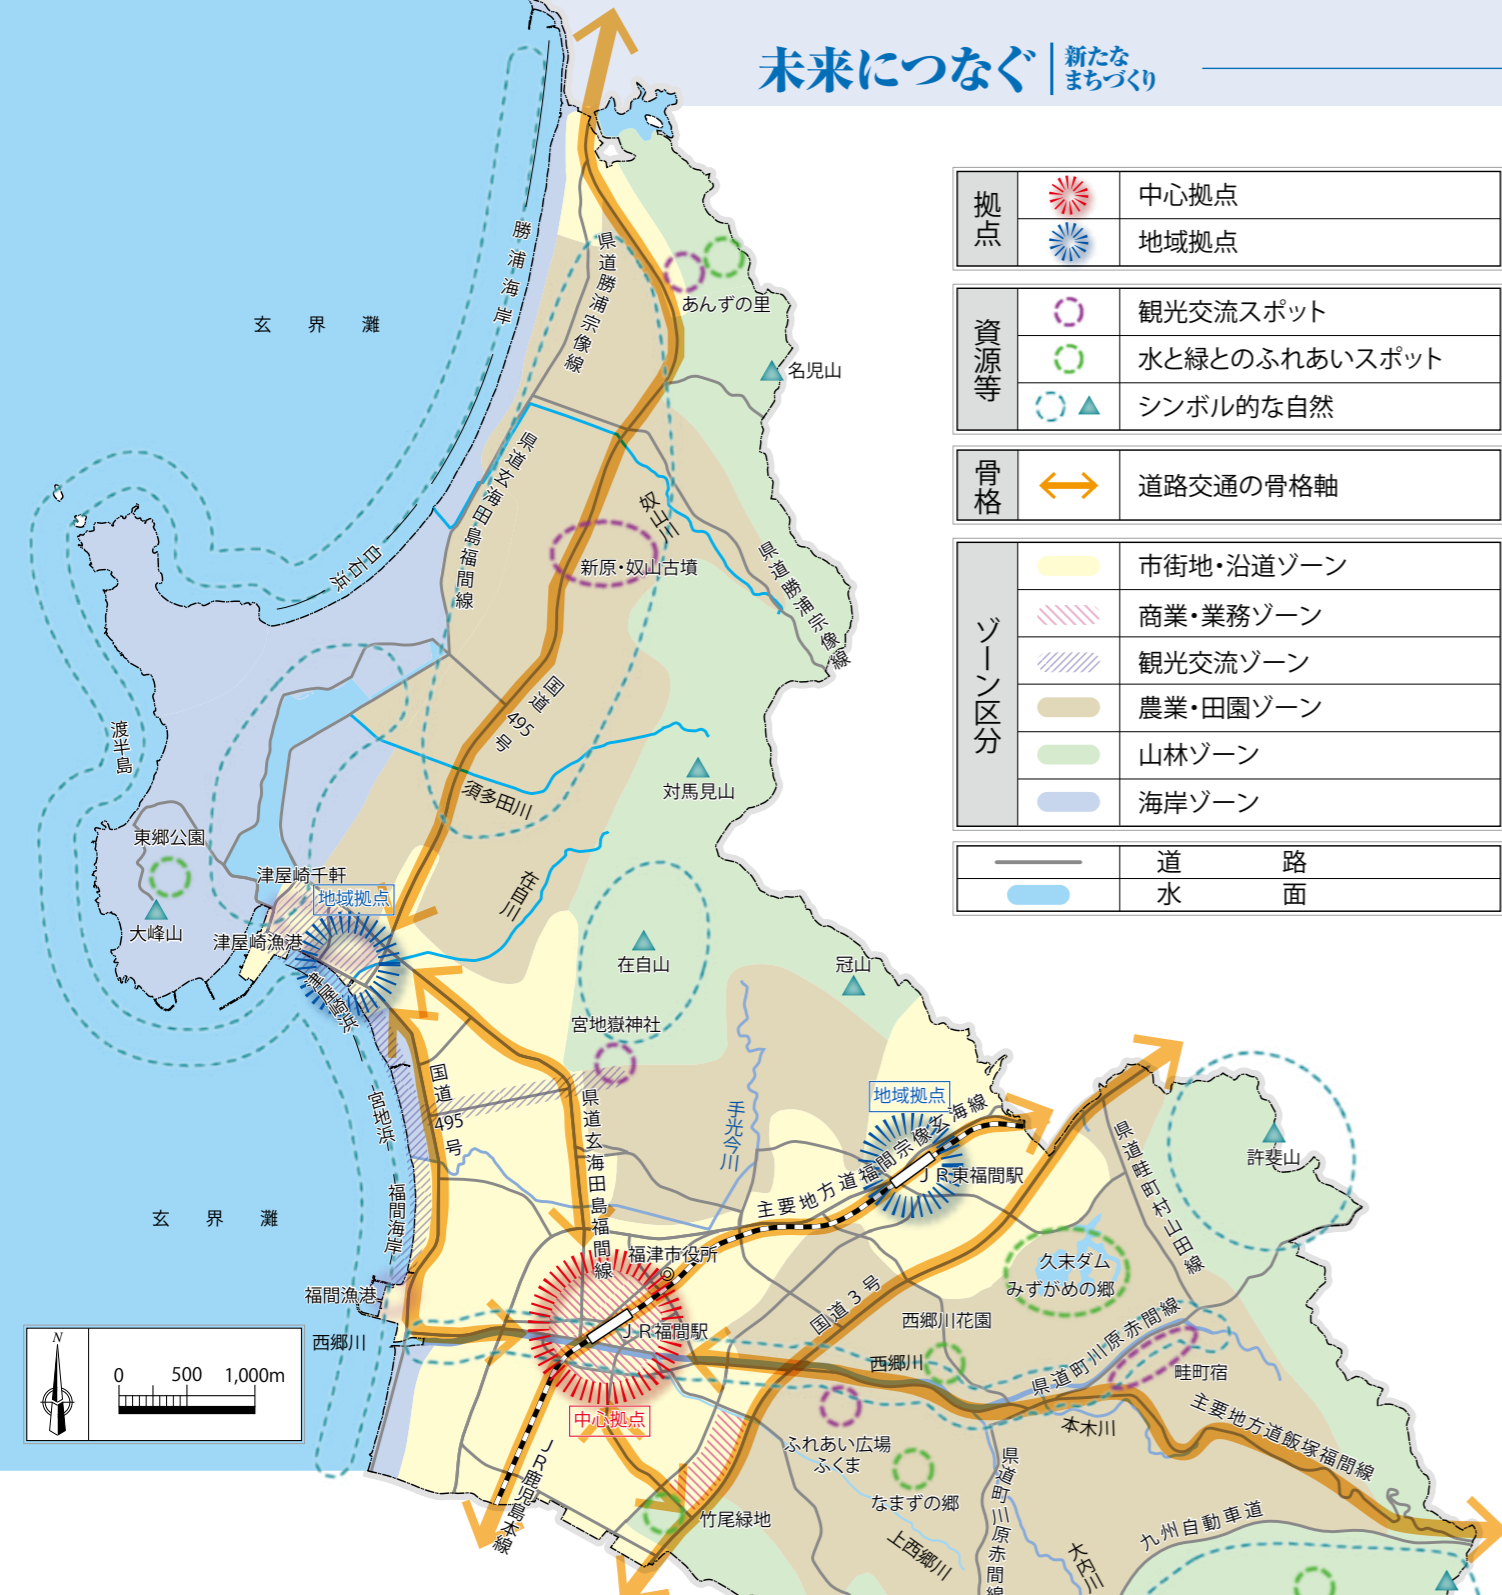 未来につなぐ
新たな
まちづくり
拠点
中心拠点
地域拠点
資源等
観光交流スポット
水と緑とのふれあいスポット
シンボル的な自然
骨格
道路交通の骨格軸
ゾーン区分
市街地・沿道ゾーン
商業・業務ゾーン
観光交流ゾーン
農業・田園ゾーン
山林ゾーン
海岸ゾーン
道路
水面
勝浦海岸
県道勝浦宗像線
あんずの里
玄界灘
名児山
県道玄海田島福間線
奴山川
白石浜
新原・奴山古墳
県道勝浦宗像線
国道495号
渡半島
須多田川
対馬見山
東郷公園
津屋崎千軒
地域拠点
在自川
大峰山
津屋崎漁港
在自山
冠山
津屋崎浜
宮地嶽神社
国道495号
宮地浜
県道玄海田島福間線
手光今川
地域拠点
主要地方道福間宗像玄海線
県道畦町村山田線
許斐山
JR東福間駅
福間海岸
玄界灘
福津市役所
久末ダム
みずがめの郷
福間漁港
国道3号
西郷川花園
県道町川原赤間線
西郷川
JR福間駅
西郷川
畦町宿
N
0 500 1,000m
中心拠点
本木川
主要地方道飯塚福間線
ふれあい広場
ふくま
JR鹿児島本線
なまずの郷
県道町川原赤間線
竹尾緑地
九州自動車道
上西郷川
大内川